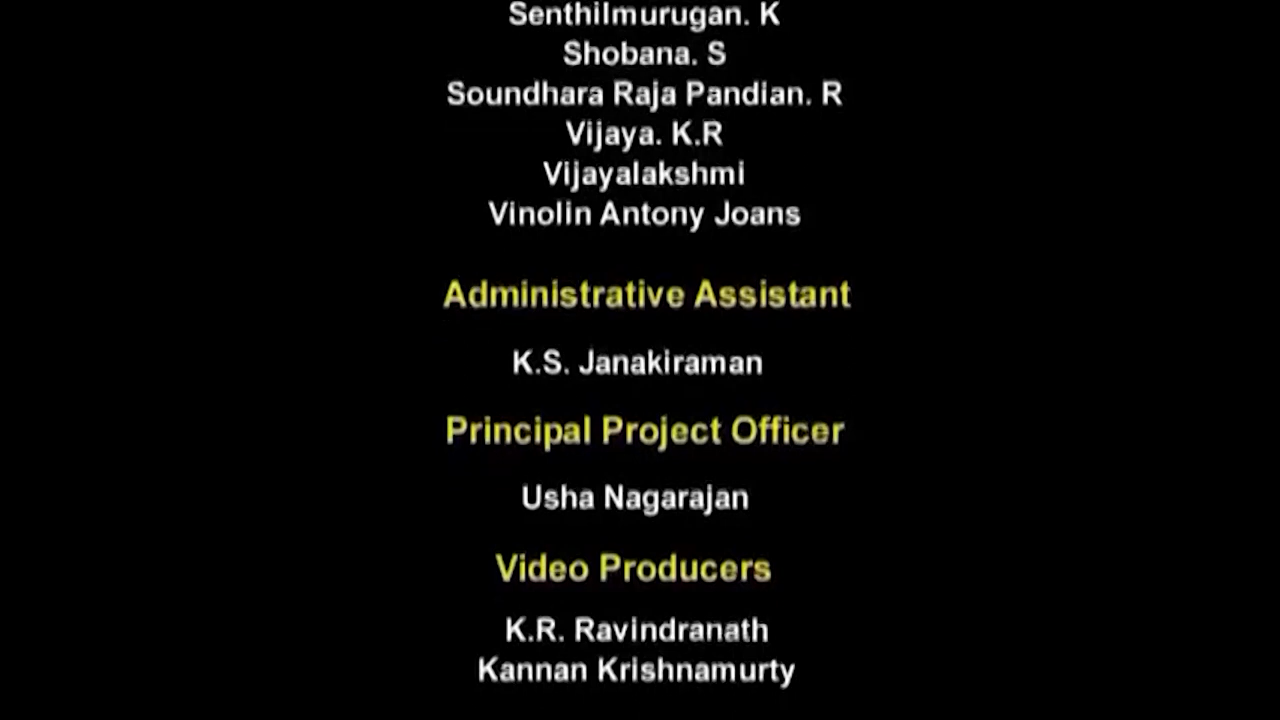 Senthilmurugan. K
Shobana. S
Soundhara Raja Pandian. R
Vijaya. K.R
Vijayalakshmi
Vinolin Antony Joans
Administrative Assistant
K.S. Janakiraman
Principal Project Officer
Usha Nagarajan
Video Producers
K.R. Ravindranath
Kannan Krishnamurty